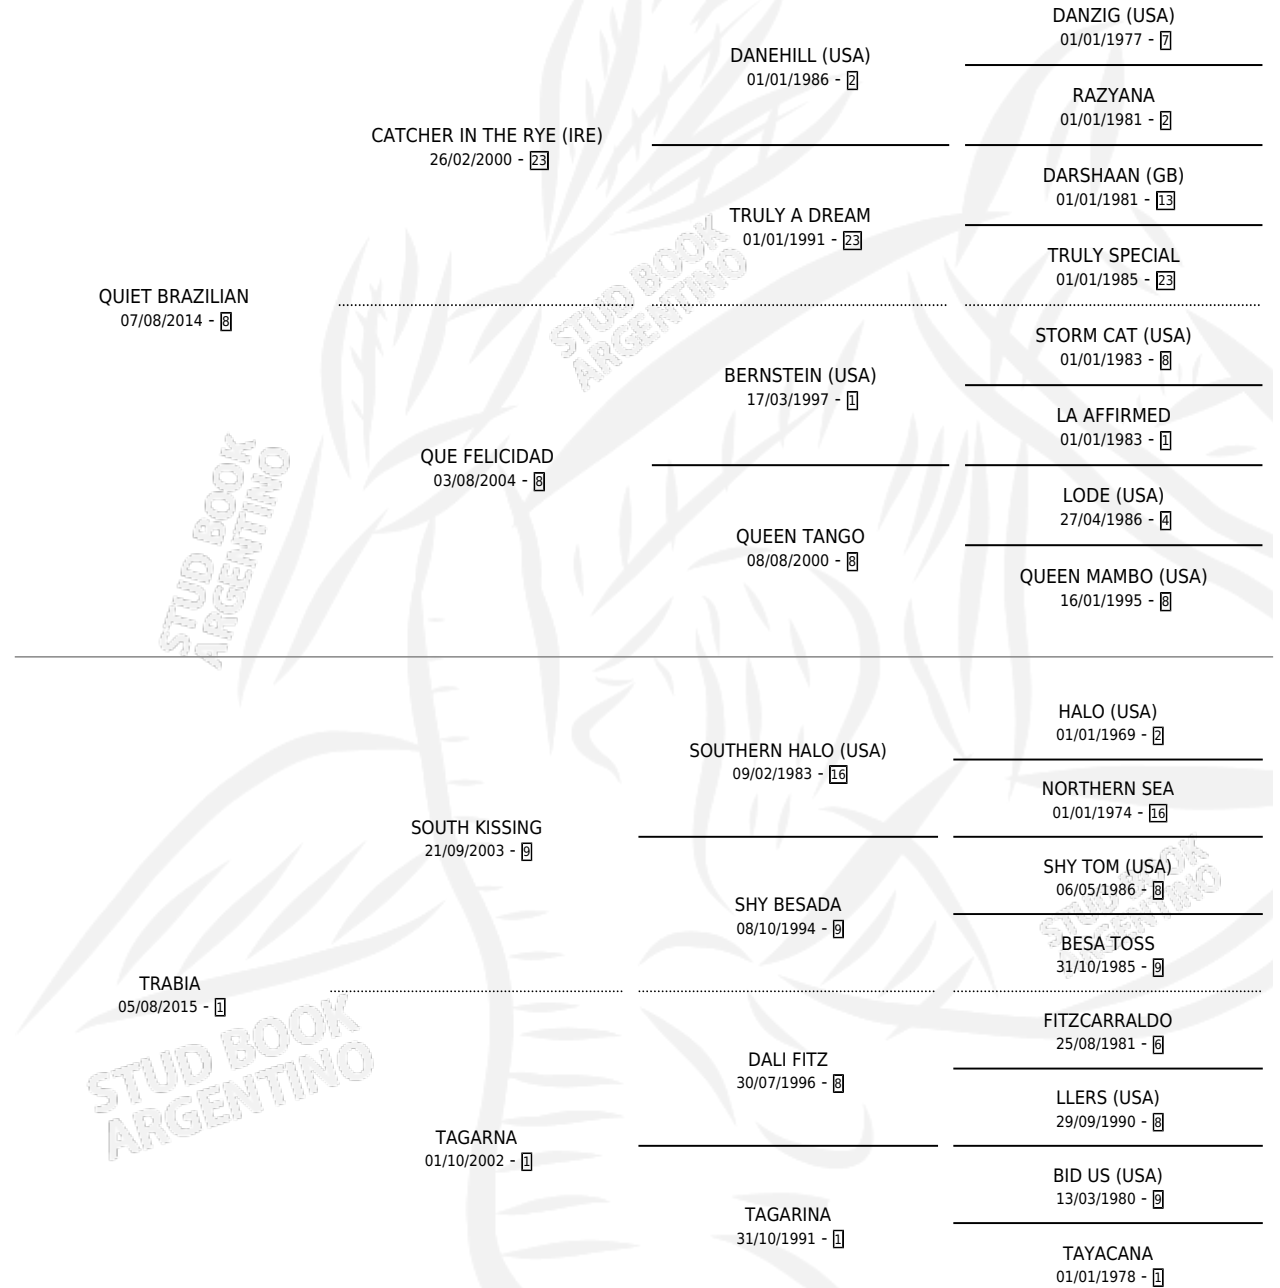 DANZIG (USA)
01/01/1977 - 7
DANEHILL (USA)
01/01/1986 - 2
RAZYANA
01/01/1981 - 2
CATCHER IN THE RYE (IRE)
26/02/2000 - 23
DARSHAAN (GB)
01/01/1981 - 13
TRULY A DREAM
01/01/1991 - 23
TRULY SPECIAL
01/01/1985 - 23
QUIET BRAZILIAN
07/08/2014 - 8
STORM CAT (USA)
01/01/1983 - 8
BERNSTEIN (USA)
17/03/1997 - 1
LA AFFIRMED
01/01/1983 - 1
QUE FELICIDAD
03/08/2004 - 8
LODE (USA)
27/04/1986 - 4
QUEEN TANGO
08/08/2000 - 8
QUEEN MAMBO (USA)
16/01/1995 - 8
HALO (USA)
01/01/1969 - 2
SOUTHERN HALO (USA)
09/02/1983 - 16
NORTHERN SEA
01/01/1974 - 16
SOUTH KISSING
21/09/2003 - 9
SHY TOM (USA)
06/05/1986 - 8
SHY BESADA
08/10/1994 - 9
BESA TOSS
31/10/1985 - 9
TRABIA
05/08/2015 - 1
FITZCARRALDO
25/08/1981 - 6
DALI FITZ
30/07/1996 - 8
LLERS (USA)
29/09/1990 - 8
TAGARNA
01/10/2002 - 1
BID US (USA)
13/03/1980 - 9
TAGARINA
31/10/1991 - 1
TAYACANA
01/01/1978 - 1
STUD BOOK
ARGENTINO
STUD BOOK
ARGENTINO
STUD BOOK
ARGENTINO
STUD BOOK
ARGENTINO